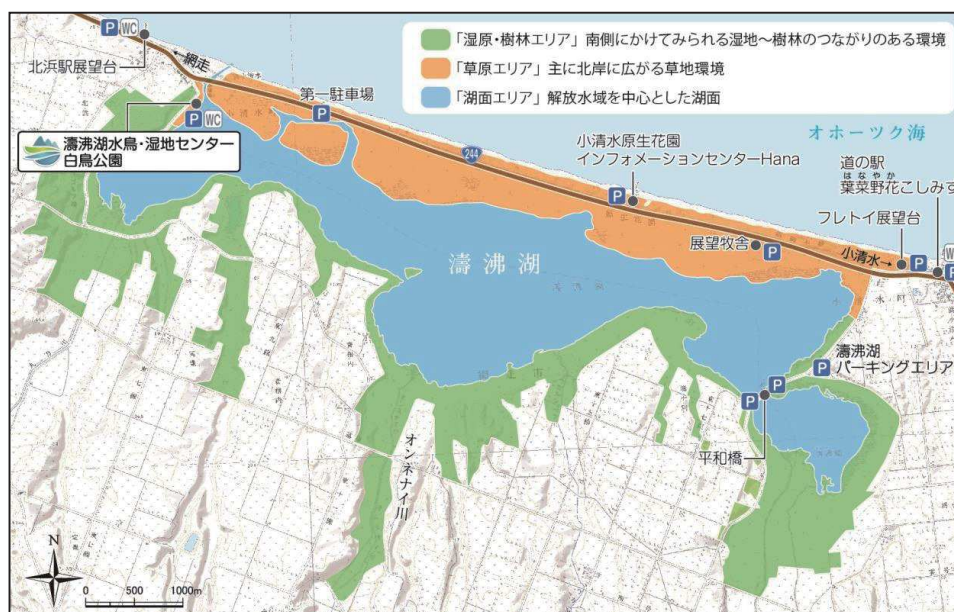 「湿原・樹林エリア」南側にかけてみられる湿地～樹林のつながりのある環境
「草原エリア」主に北岸に広がる草地環境
「湖面エリア」解放水域を中心とした湖面
P WC
北浜駅展望台
←網走
P WC
濤沸湖水鳥・湿地センター
白鳥公園
第一駐車場
P
244
オホーツク海
小清水原生花園
インフォメーションセンターHana
P
道の駅
はなやか
葉菜野花こしみず
フレトイ展望台
P
WC
P
小清水→
展望牧舎
P
濤沸湖
濤沸湖
パーキングエリア
P
P
P
平和橋
オンネナイ川
N
0 500 1000m